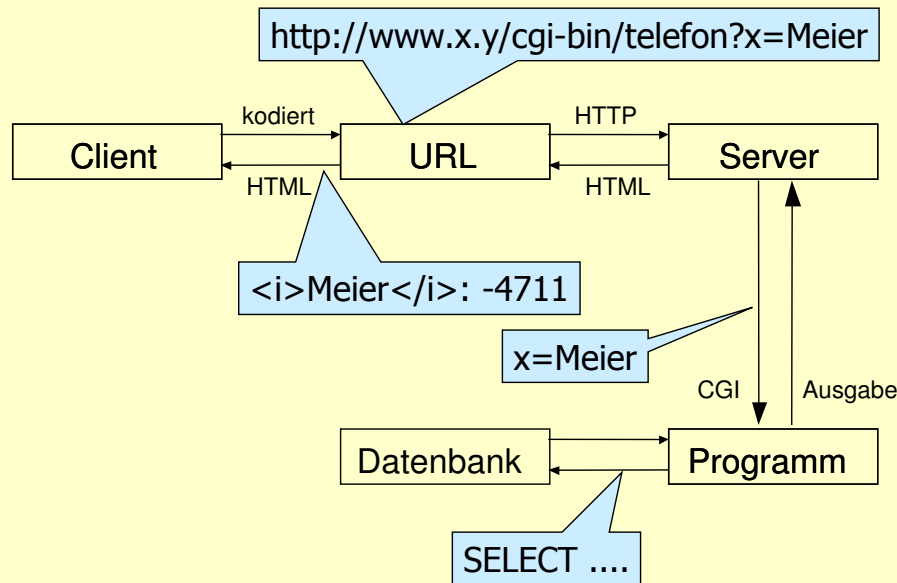 http://www.x.y/cgi-bin/telefon?x=Meier
kodiert
HTTP
Client
URL
Server
HTML
HTML
<i>Meier</i>: -4711
x=Meier
CGI
Ausgabe
Datenbank
Programm
SELECT ....